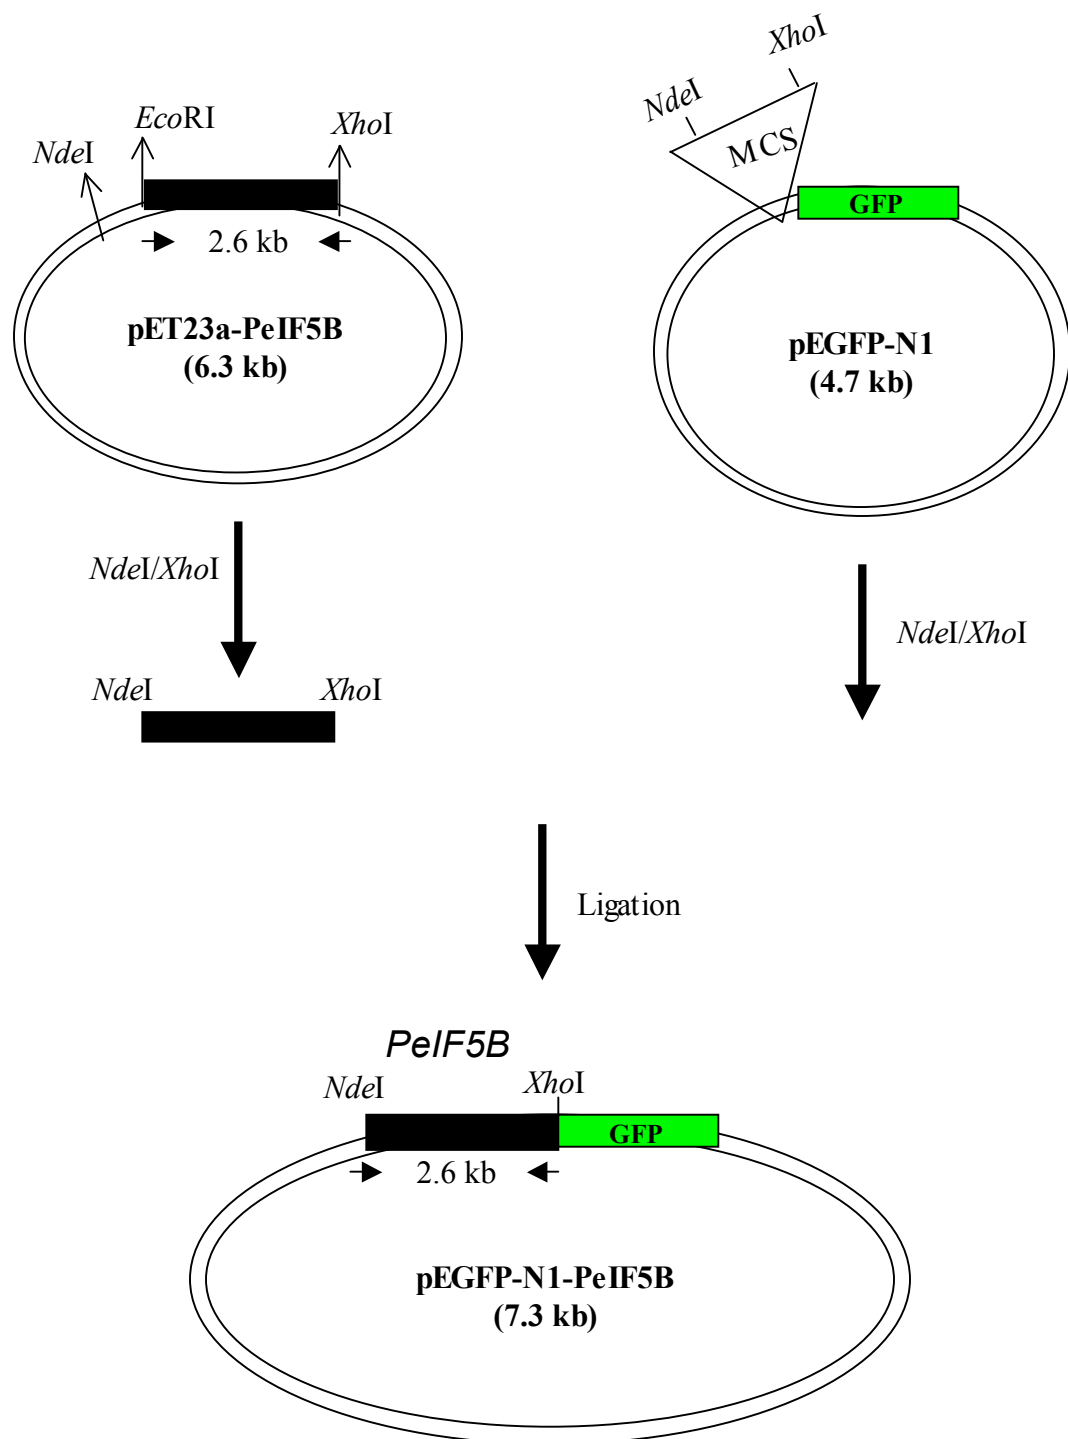 XhoI
NdeI
MCS
GFP
EcoRI
XhoI
NdeI
2.6 kb
pET23a-PeIF5B
(6.3 kb)
pEGFP-N1
(4.7 kb)
NdeI/XhoI
NdeI/XhoI
NdeI XhoI
Ligation
PeIF5B
NdeI XhoI
GFP
2.6 kb
pEGFP-N1-PeIF5B
(7.3 kb)